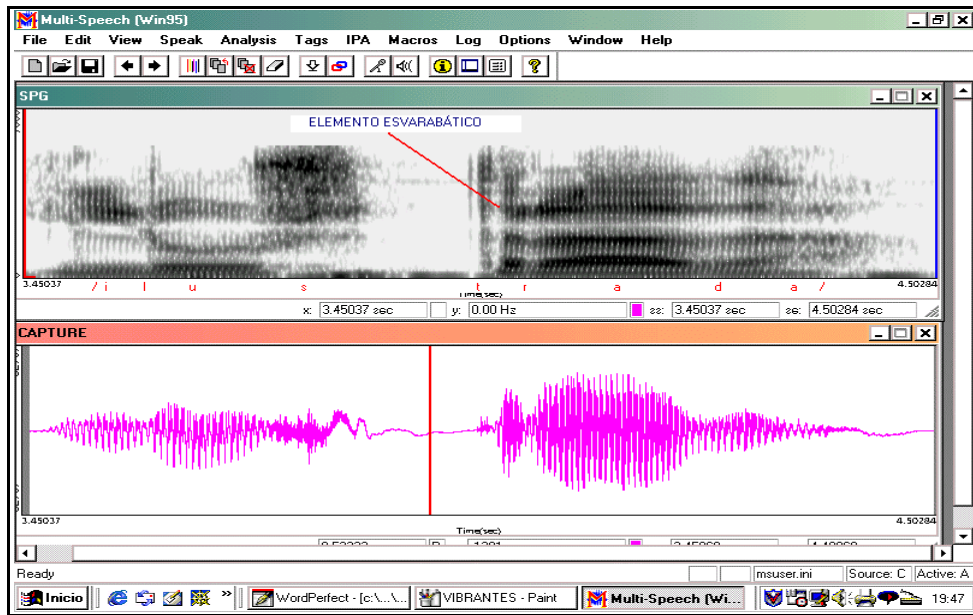 Multi-Speech (Win95)
File Edit View Speak Analysis Tags IPA Macros Log Options Window Help
SPG
ELEMENTO ESVARABÁTICO
3.45037 4.50284
/i l u s t r a d a/
Time(sec)
x: 3.45037 sec y: 0.00 Hz ss: 3.45037 sec se: 4.50284 sec
CAPTURE
3.45037 4.50284
Time(sec)
Ready msuser.ini Source: C Active: A
Inicio » WordPerfect - [c:\...\... VIBRANTES - Paint Multi-Speech (Wi... 19:47